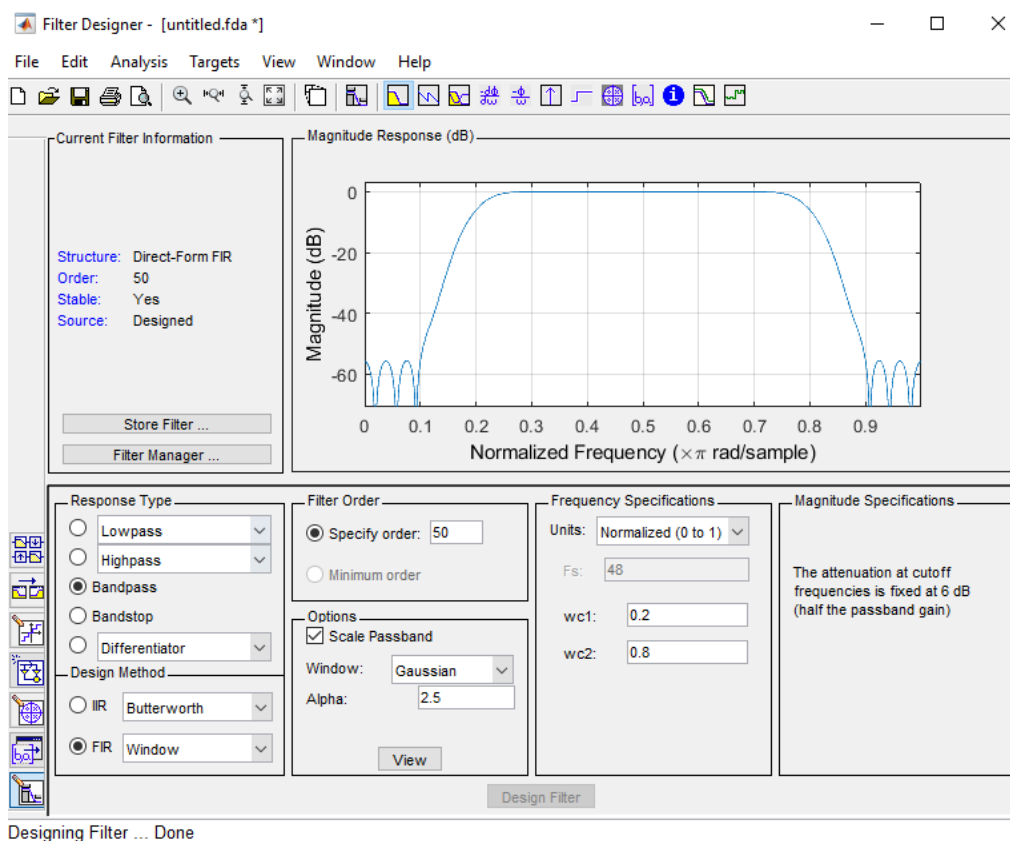 Filter Designer - [untitled.fda *]
File Edit Analysis Targets View Window Help
Current Filter Information
Structure: Direct-Form FIR
Order: 50
Stable: Yes
Source: Designed
Store Filter ...
Filter Manager ...
Magnitude Response (dB)
Magnitude (dB)
0
-20
-40
-60
0 0.1 0.2 0.3 0.4 0.5 0.6 0.7 0.8 0.9
Normalized Frequency (×π rad/sample)
Response Type
Lowpass
Highpass
Bandpass
Bandstop
Differentiator
Design Method
IIR Butterworth
FIR Window
Filter Order
Specify order: 50
Minimum order
Options
Scale Passband
Window: Gaussian
Alpha: 2.5
View
Frequency Specifications
Units: Normalized (0 to 1)
Fs: 48
wc1: 0.2
wc2: 0.8
Magnitude Specifications
The attenuation at cutoff
frequencies is fixed at 6 dB
(half the passband gain)
Design Filter
Designing Filter ... Done